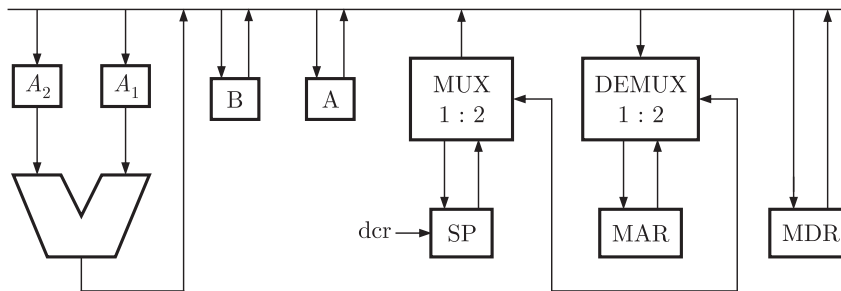 A₂
A₁
B
A
MUX
1 : 2
DEMUX
1 : 2
dcr
SP
MAR
MDR